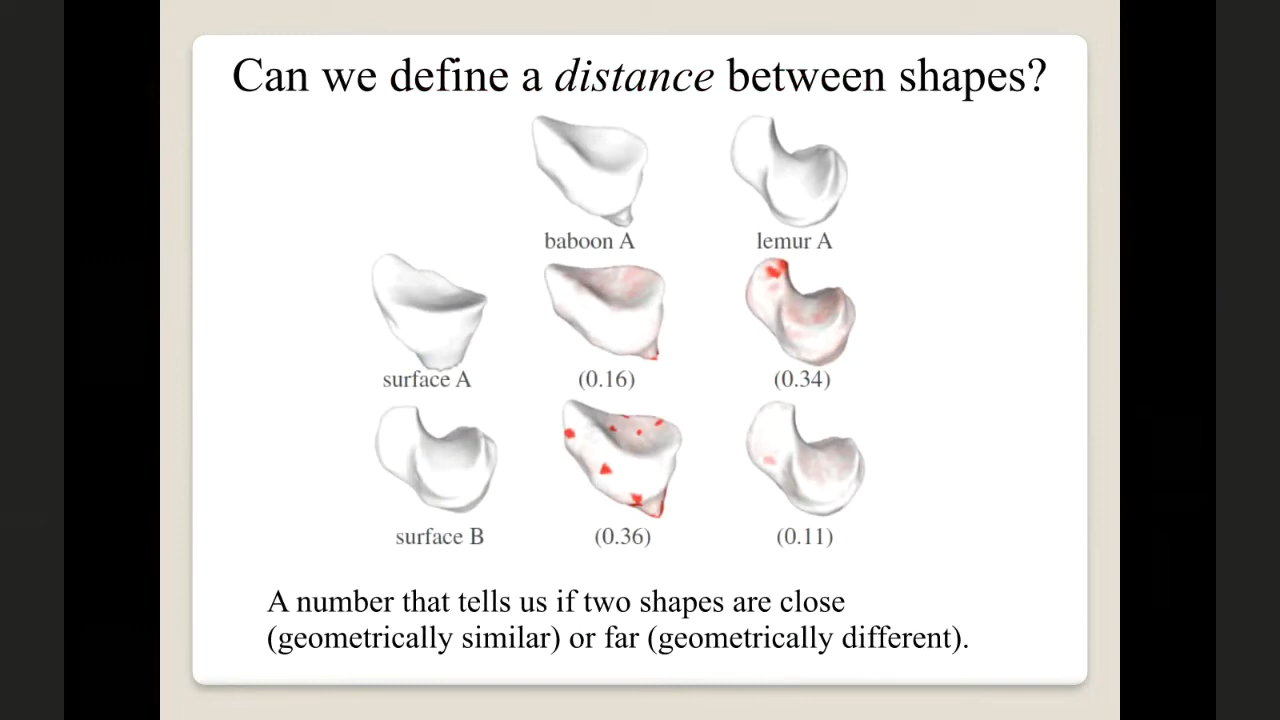 Can we define a distance between shapes?
baboon A
lemur A
surface A
(0.16)
(0.34)
surface B
(0.36)
(0.11)
A number that tells us if two shapes are close
(geometrically similar) or far (geometrically different).